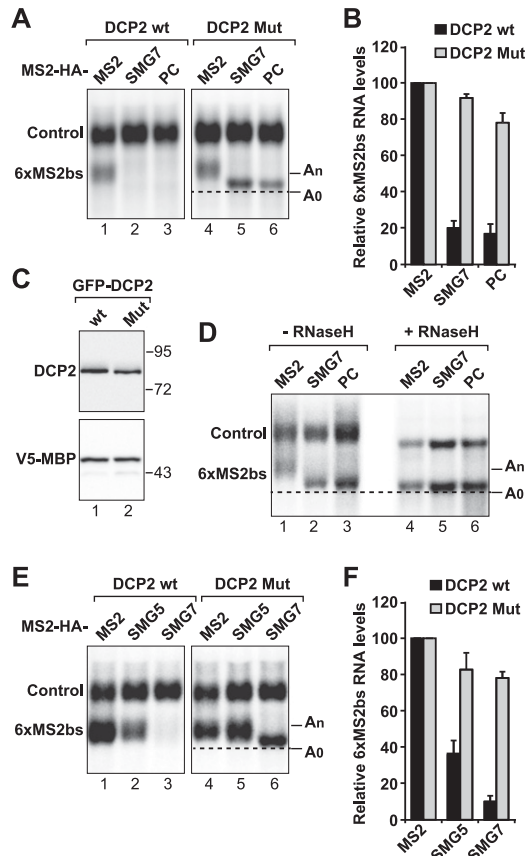 A
DCP2 wt DCP2 Mut
MS2-HA- MS2 SMG7 PC MS2 SMG7 PC
Control
6xMS2bs
An
A0
1 2 3 4 5 6
B
DCP2 wt
DCP2 Mut
Relative 6xMS2bs RNA levels
100
80
60
40
20
0
MS2 SMG7 PC
C
GFP-DCP2
wt Mut
DCP2
95
72
V5-MBP
43
1 2
D
- RNaseH + RNaseH
MS2 SMG7 PC MS2 SMG7 PC
Control
6xMS2bs
An
A0
1 2 3 4 5 6
E
DCP2 wt DCP2 Mut
MS2-HA- MS2 SMG5 SMG7 MS2 SMG5 SMG7
Control
6xMS2bs
An
A0
1 2 3 4 5 6
F
DCP2 wt
DCP2 Mut
Relative 6xMS2bs RNA levels
100
80
60
40
20
0
MS2 SMG5 SMG7